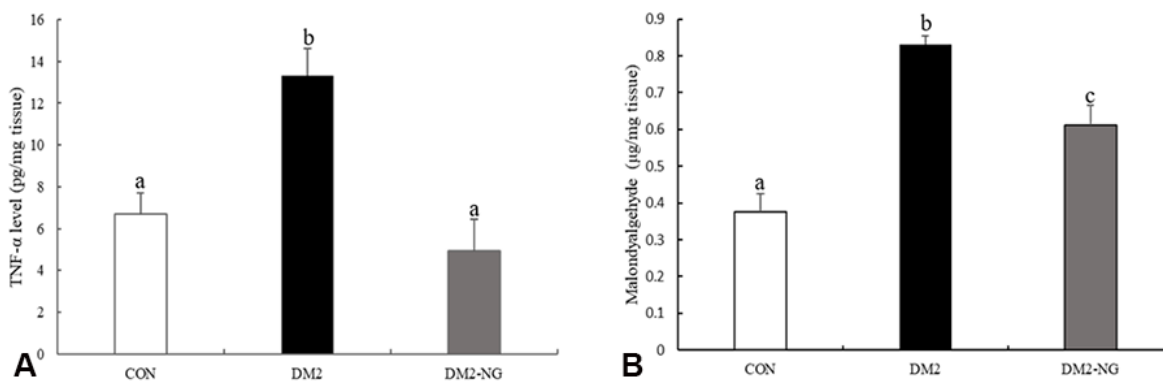 16
14
12
10
8
6
4
2
0
TNF-α level (pg/mg tissue)
a
b
a
CON
DM2
DM2-NG
A
0.9
0.8
0.7
0.6
0.5
0.4
0.3
0.2
0.1
0
Malondyalgehyde (µg/mg tissue)
a
b
c
CON
DM2
DM2-NG
B